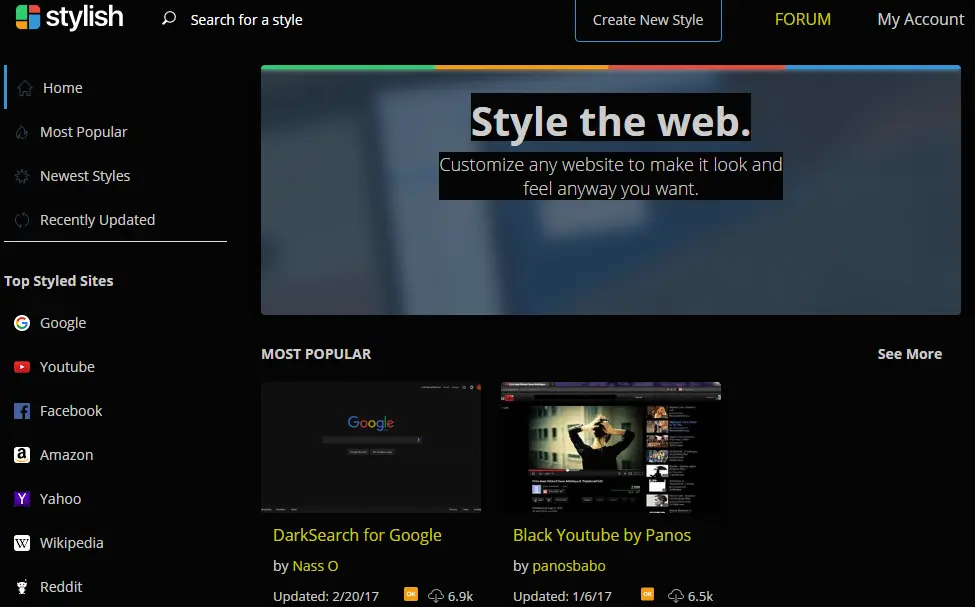 stylish
Search for a style
Create New Style
FORUM
My Account
Home
Most Popular
Newest Styles
Recently Updated
Top Styled Sites
Google
Youtube
Facebook
Amazon
Yahoo
Wikipedia
Reddit
Style the web.
Customize any website to make it look and
feel anyway you want.
MOST POPULAR
See More
Google
DarkSearch for Google
by Nass O
Updated: 2/20/17
OK
6.9k
Black Youtube by Panos
by panosbabo
Updated: 1/6/17
OK
6.5k